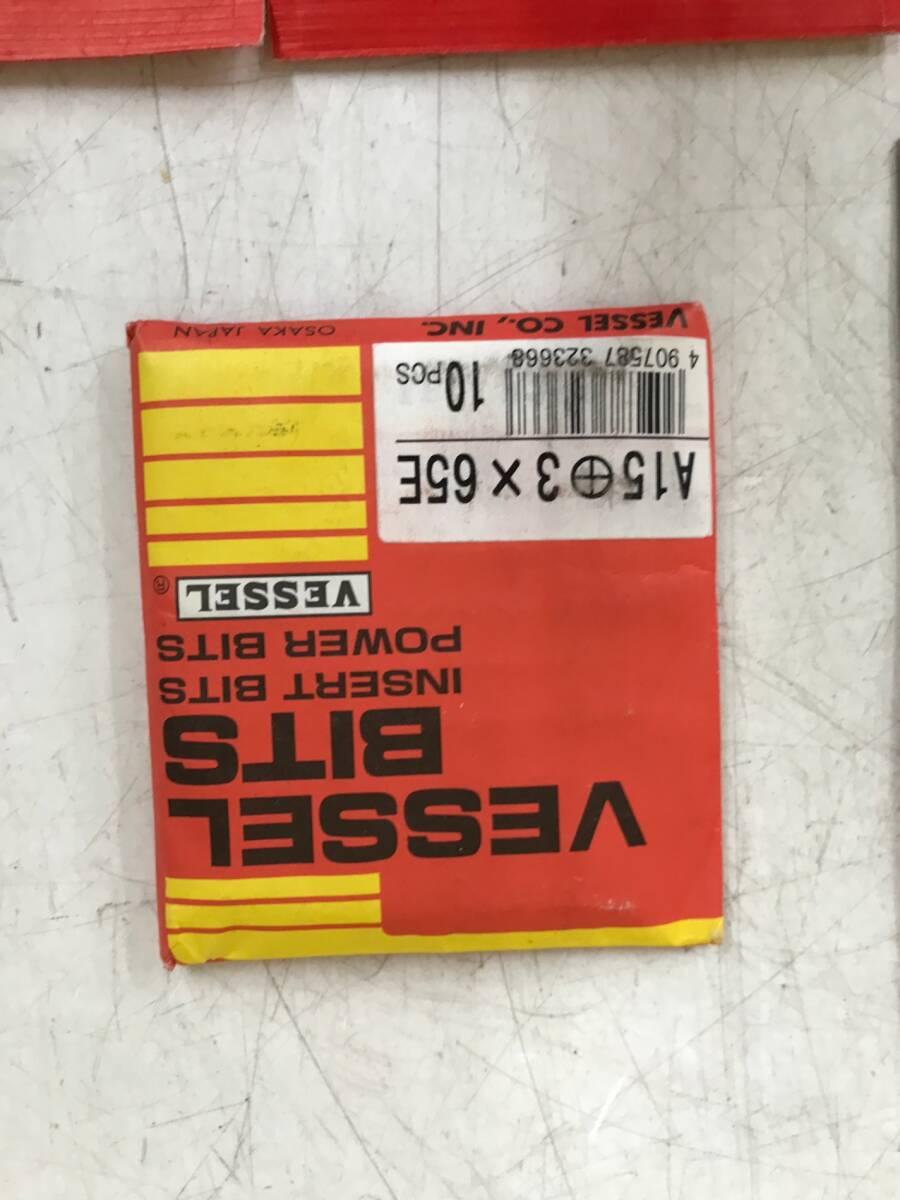 VESSEL
BITS
INSERT BITS
POWER BITS
VESSEL ®
A15 ⊕ 3 × 65E
4 907587 323668
10 PCS
VESSEL CO., INC.
OSAKA JAPAN